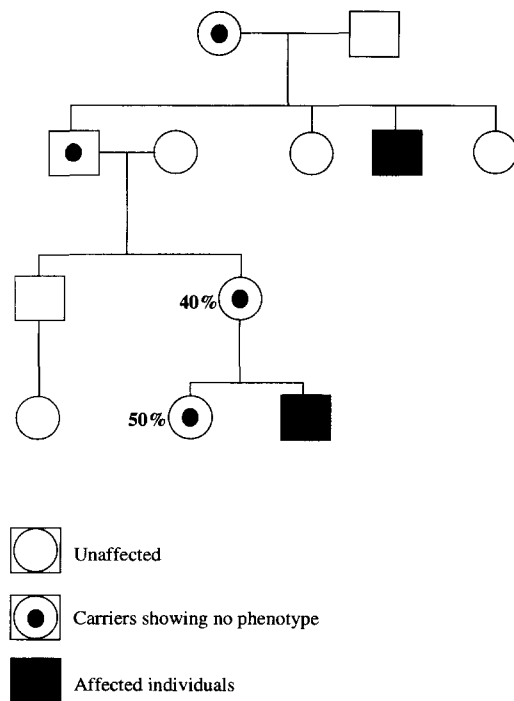 40%
50%
Unaffected
Carriers showing no phenotype
Affected individuals